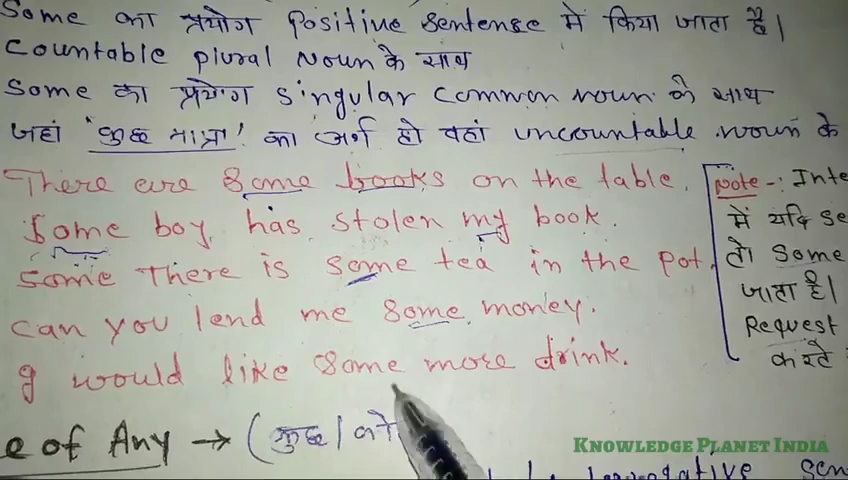 Some का प्रयोग Positive Sentence में किया जाता है।
Countable plural Noun के साथ
Some का प्रयोग Singular Common noun के साथ
जहां 'कुछ मात्रा' का अर्थ हो वहां uncountable noun के
There are Some books on the table.
Some boy has stolen my book.
Some There is some tea in the pot.
Can you lend me some money.
I would like some more drink.
Note -:
में यदि
तो Some
जाता है।
Request
करते
e of Any → (कुछ |
KNOWLEDGE PLANET INDIA